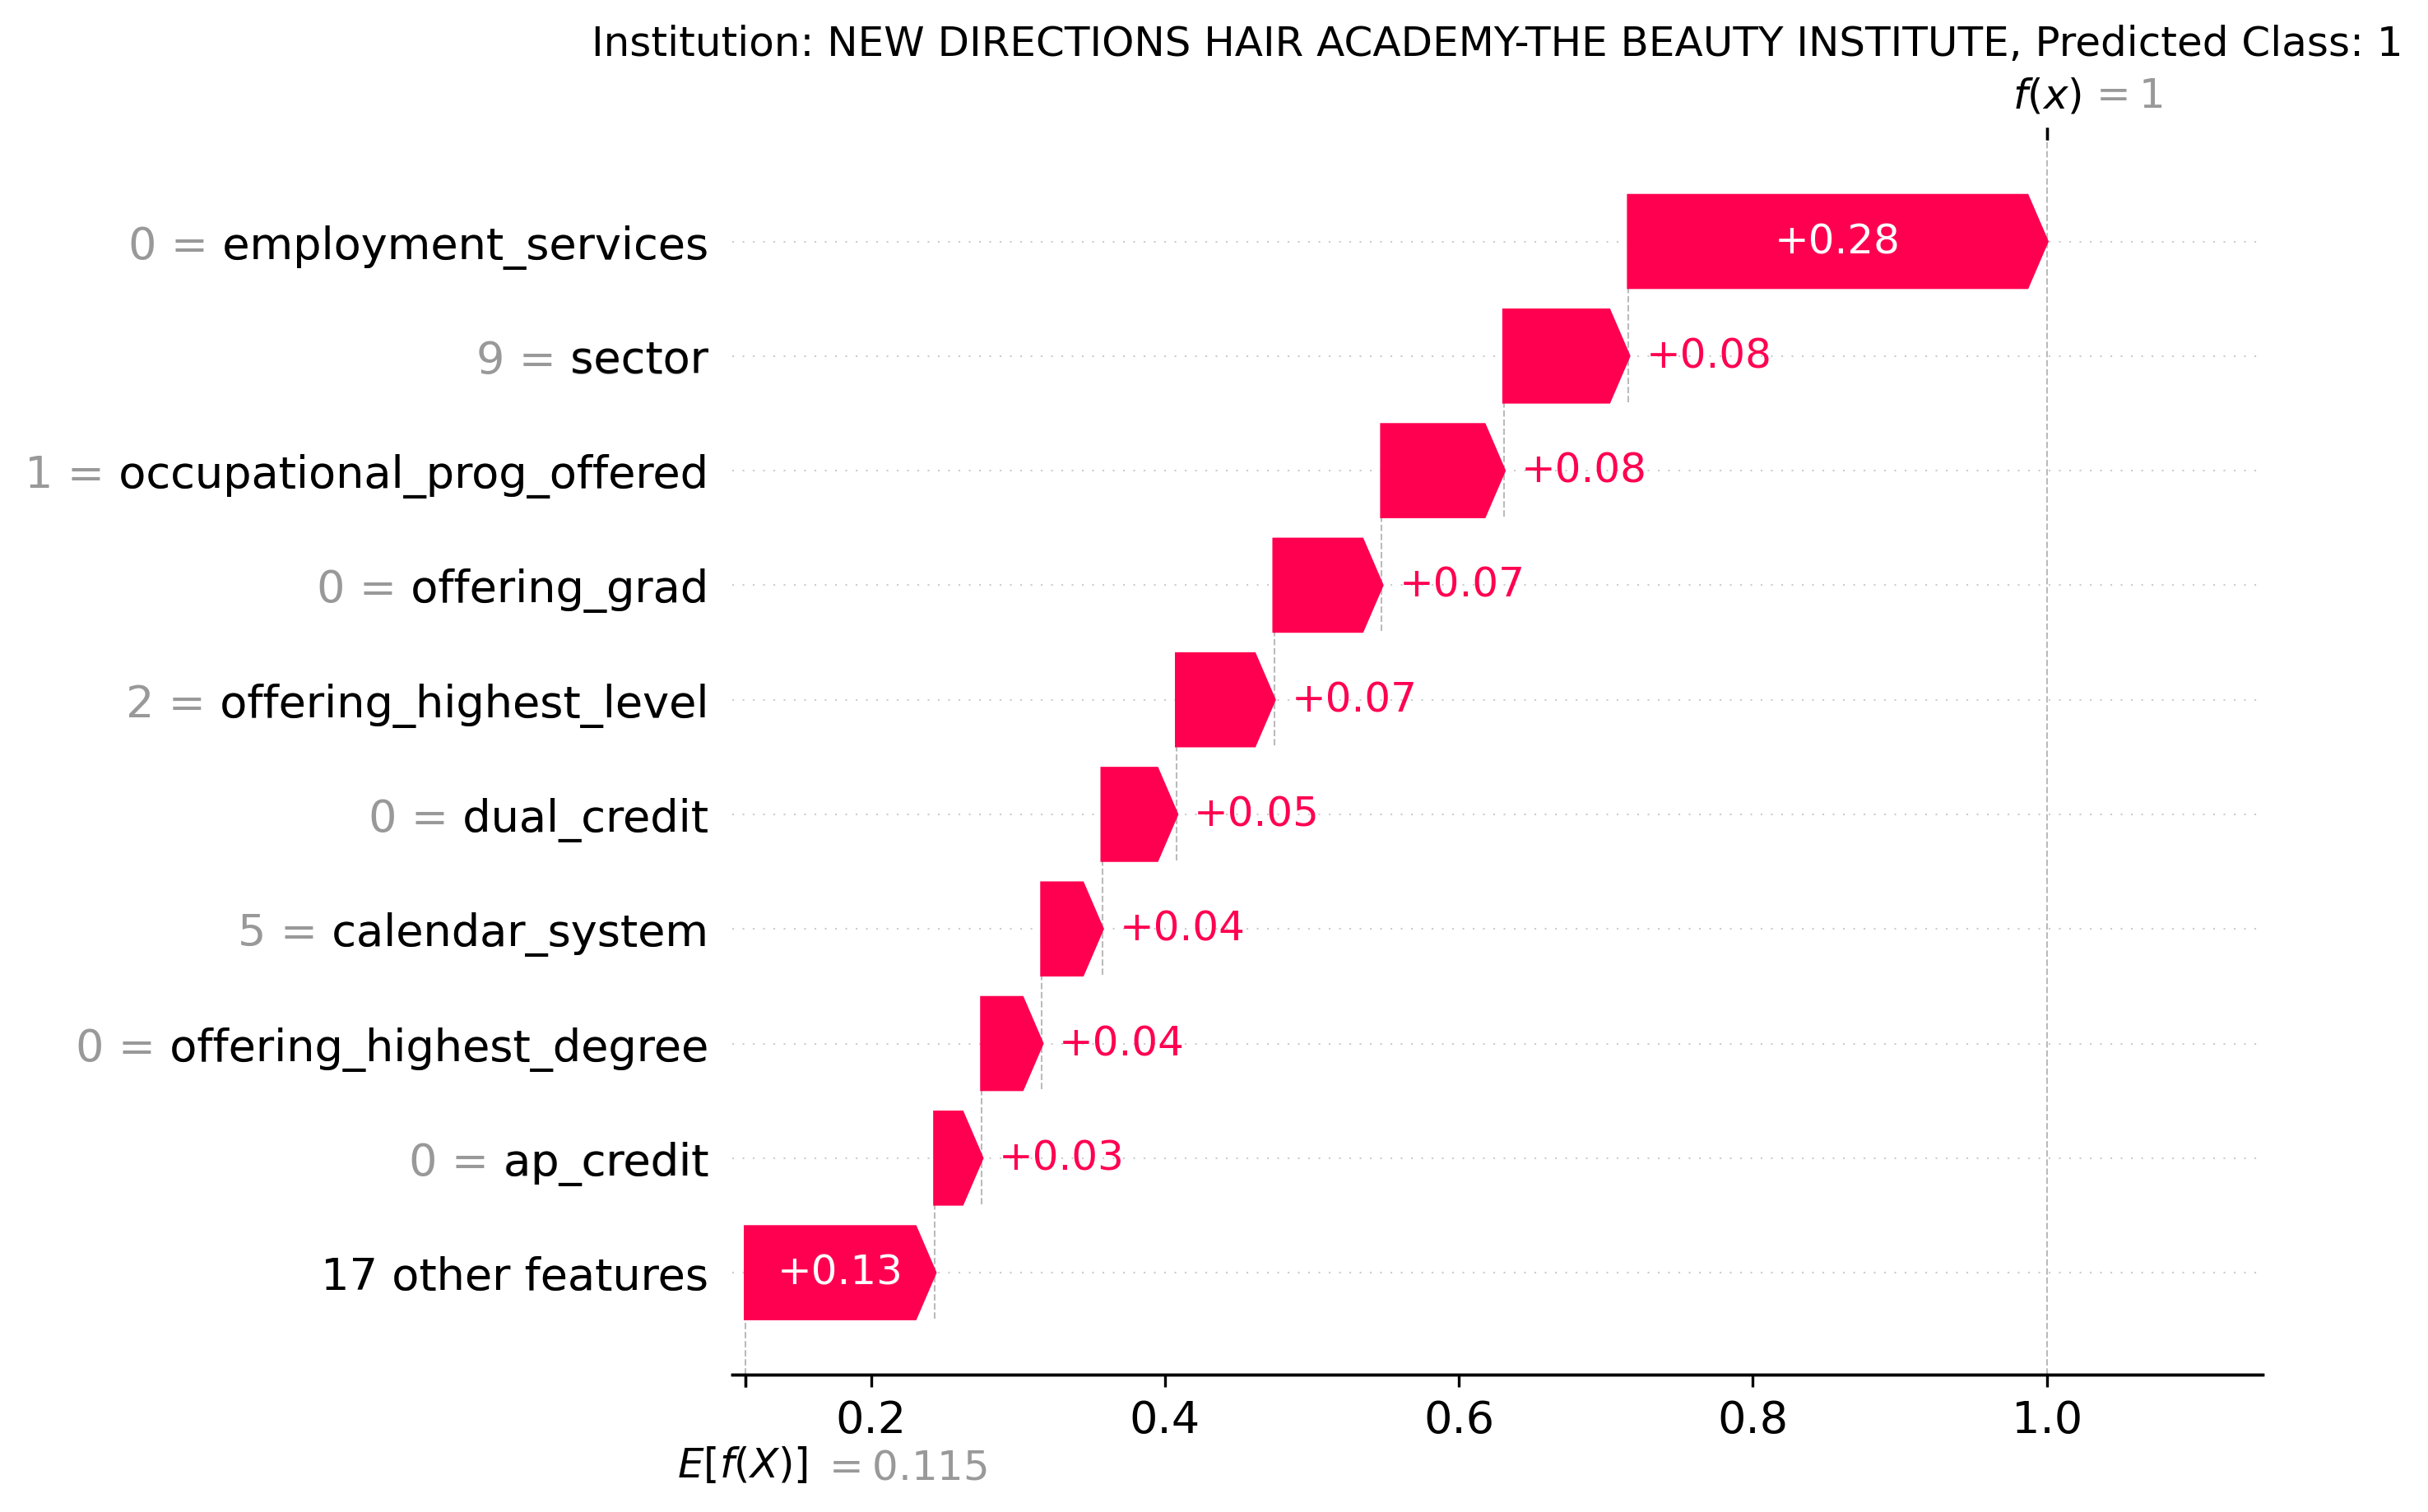 Institution: NEW DIRECTIONS HAIR ACADEMY-THE BEAUTY INSTITUTE, Predicted Class: 1
f(x) = 1
0 = employment_services +0.28
9 = sector +0.08
1 = occupational_prog_offered +0.08
0 = offering_grad +0.07
2 = offering_highest_level +0.07
0 = dual_credit +0.05
5 = calendar_system +0.04
0 = offering_highest_degree +0.04
0 = ap_credit +0.03
17 other features +0.13
0.2 0.4 0.6 0.8 1.0
E[f(X)] = 0.115